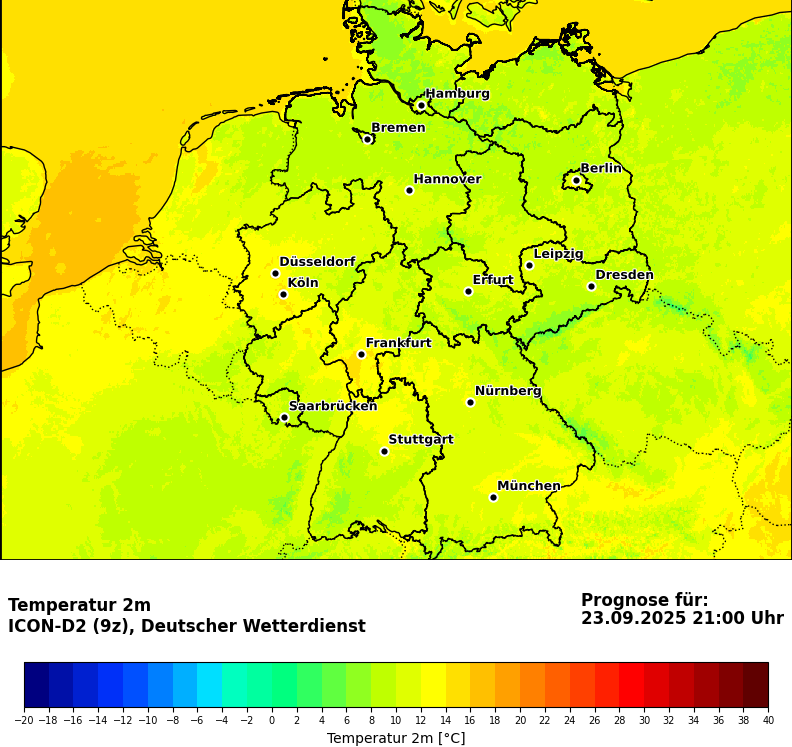 Hamburg
Bremen
Berlin
Hannover
Leipzig
Düsseldorf
Dresden
Köln
Erfurt
Frankfurt
Nürnberg
Saarbrücken
Stuttgart
München
Temperatur 2m
ICON-D2 (9z), Deutscher Wetterdienst
Prognose für:
23.09.2025 21:00 Uhr
−20 −18 −16 −14 −12 −10 −8 −6 −4 −2 0 2 4 6 8 10 12 14 16 18 20 22 24 26 28 30 32 34 36 38 40
Temperatur 2m [°C]